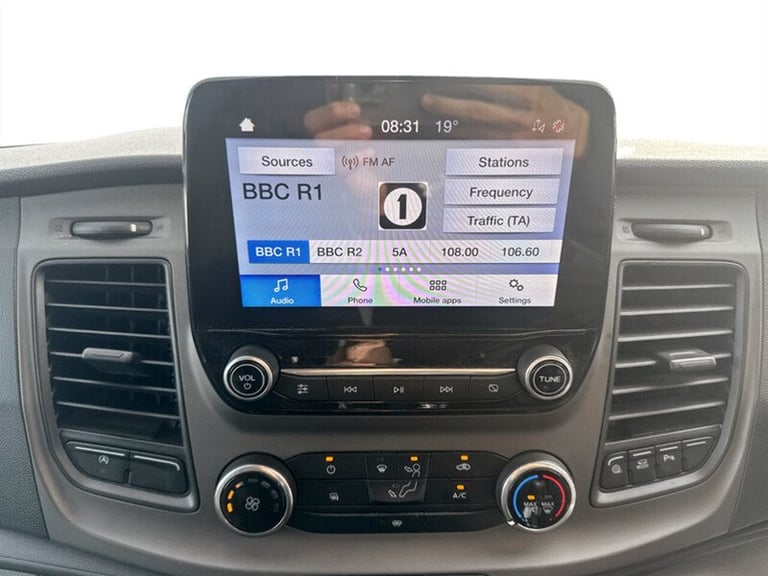 08:31 19°
Sources FM AF Stations
BBC R1 1 Frequency
Traffic (TA)
BBC R1 BBC R2 5A 108.00 106.60
Audio Phone Mobile apps Settings
VOL TUNE
A/C MAX A/C MAX